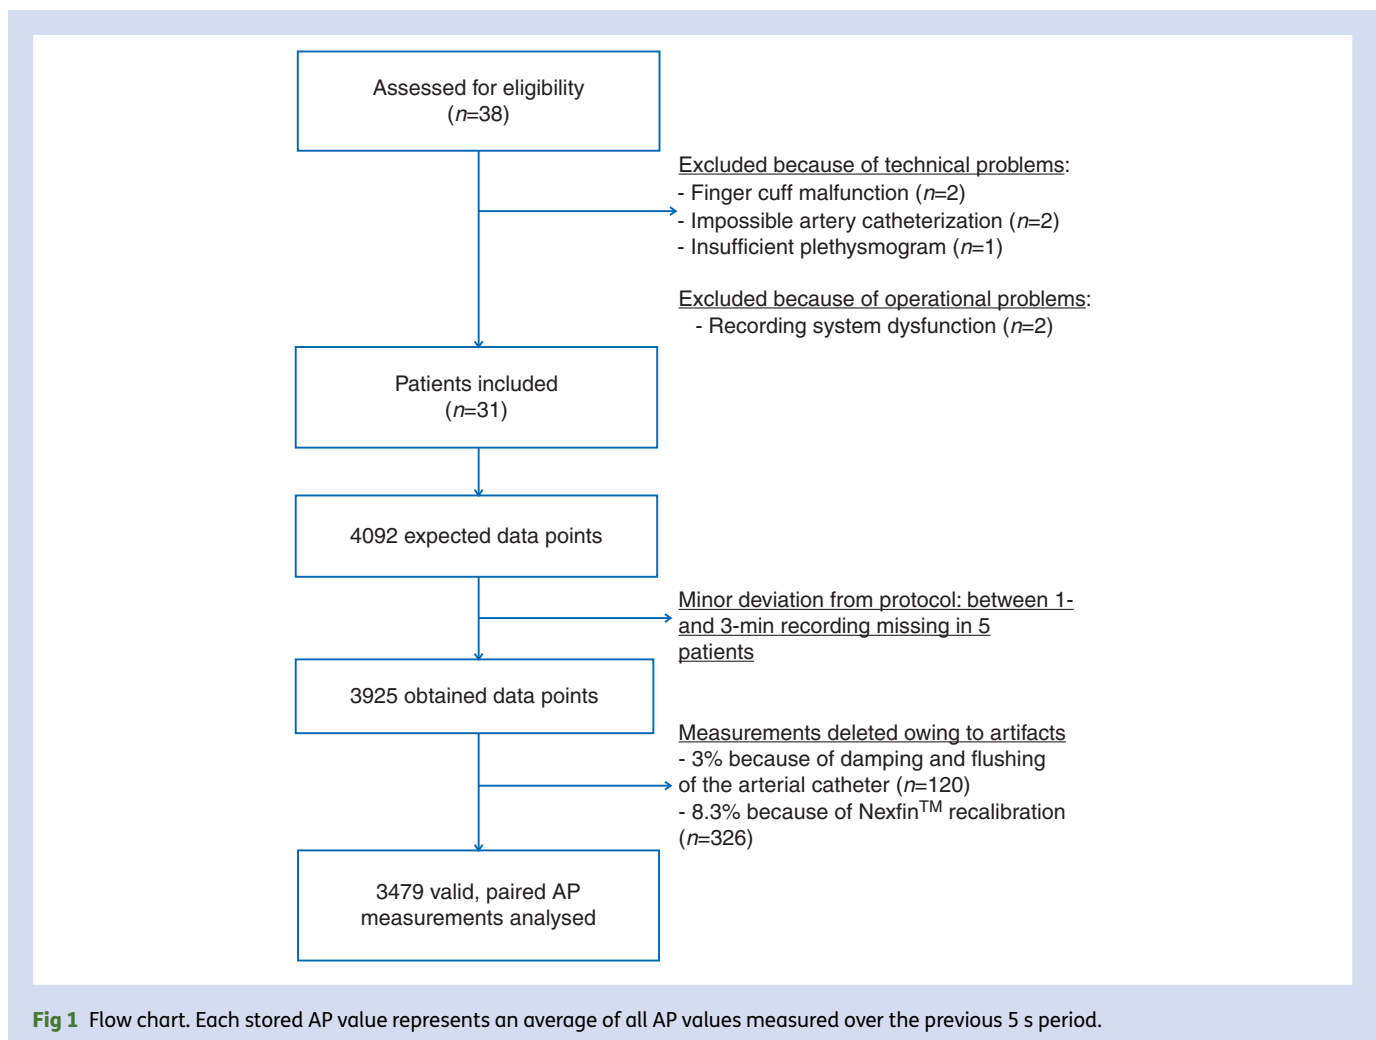 Assessed for eligibility
(n=38)
Excluded because of technical problems:
- Finger cuff malfunction (n=2)
- Impossible artery catheterization (n=2)
- Insufficient plethysmogram (n=1)
Excluded because of operational problems:
- Recording system dysfunction (n=2)
Patients included
(n=31)
4092 expected data points
Minor deviation from protocol: between 1-
and 3-min recording missing in 5
patients
3925 obtained data points
Measurements deleted owing to artifacts
- 3% because of damping and flushing
of the arterial catheter (n=120)
- 8.3% because of Nexfin™ recalibration
(n=326)
3479 valid, paired AP
measurements analysed
Fig 1 Flow chart. Each stored AP value represents an average of all AP values measured over the previous 5 s period.